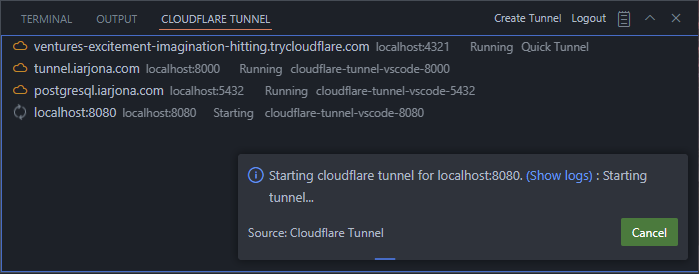 TERMINAL OUTPUT CLOUDFLARE TUNNEL Create Tunnel Logout
ventures-excitement-imagination-hitting.trycloudflare.com localhost:4321 Running Quick Tunnel
tunnel.iarjona.com localhost:8000 Running cloudflare-tunnel-vscode-8000
postgresql.iarjona.com localhost:5432 Running cloudflare-tunnel-vscode-5432
localhost:8080 localhost:8080 Starting cloudflare-tunnel-vscode-8080
Starting cloudflare tunnel for localhost:8080. (Show logs) : Starting
tunnel...
Source: Cloudflare Tunnel Cancel